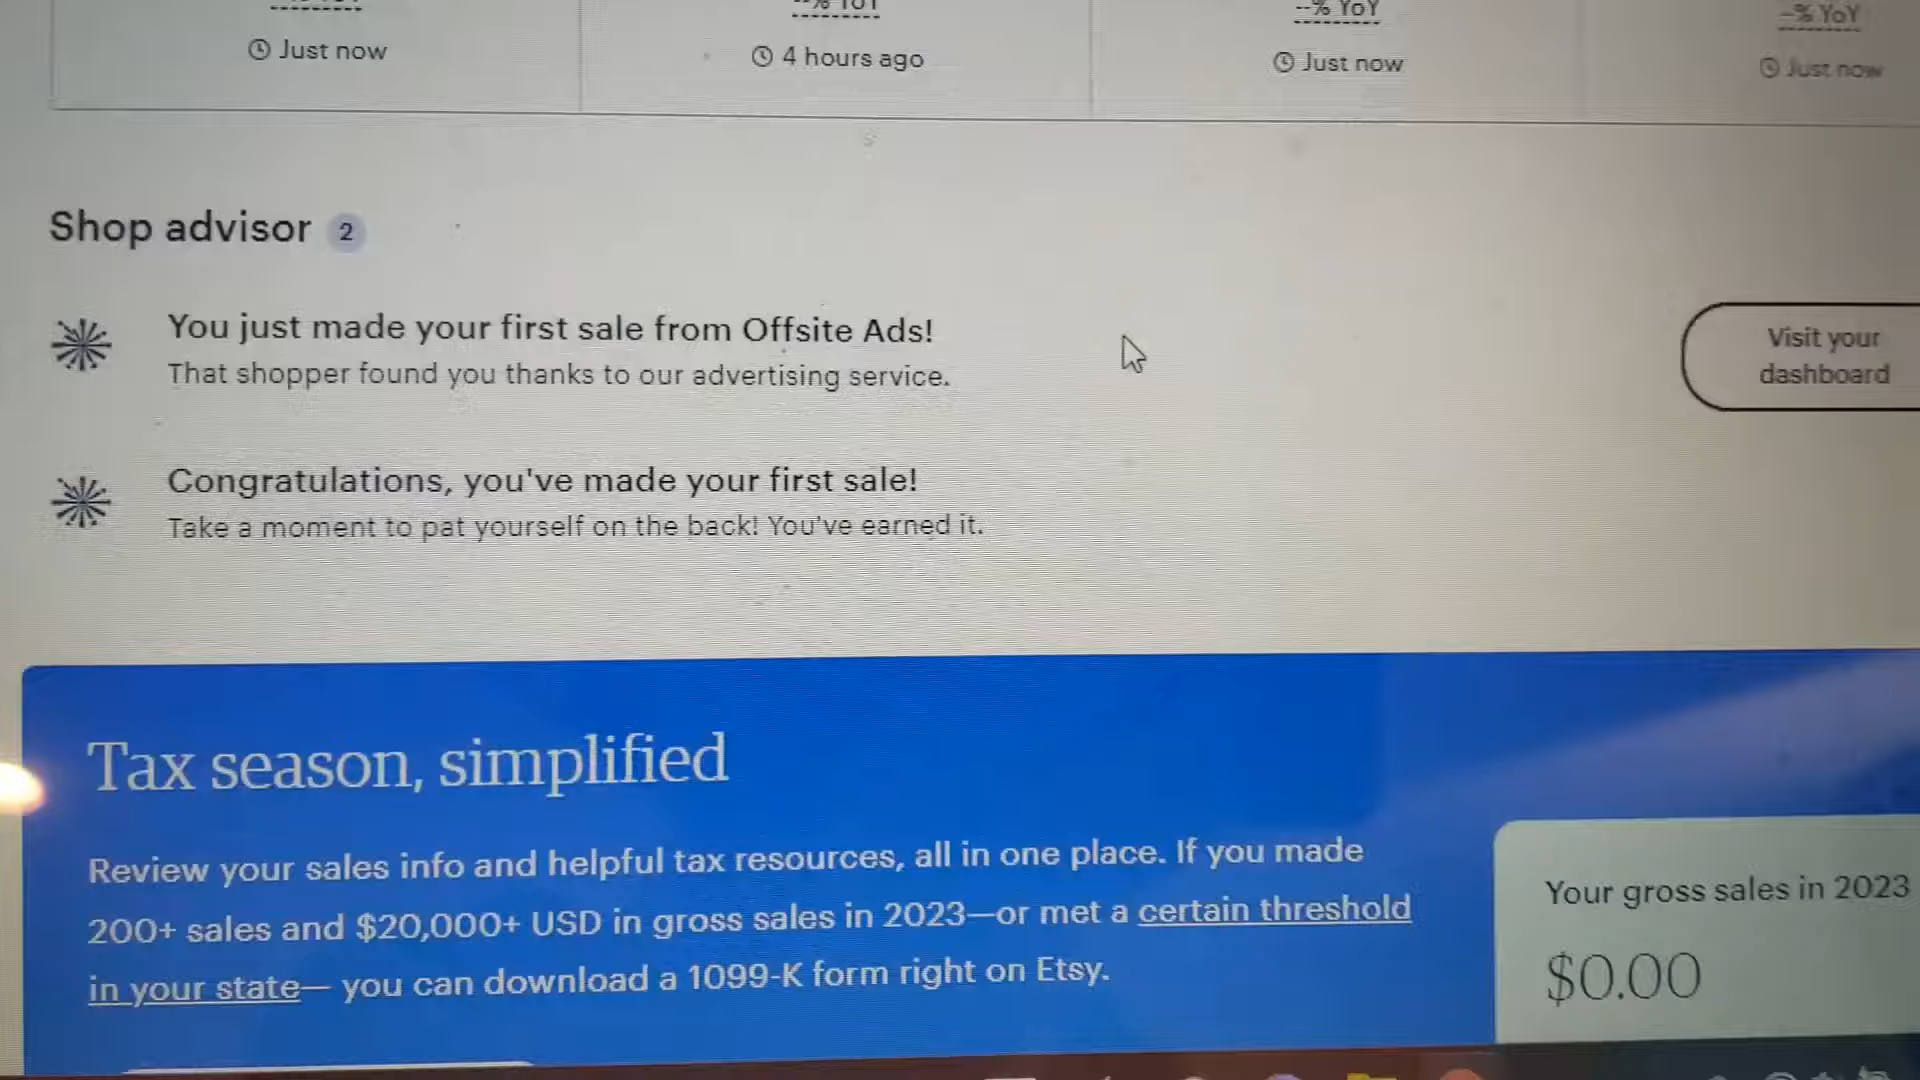 --% YoY
--% YoY
-% YoY
Just now
4 hours ago
Just now
Just now
Shop advisor 2
You just made your first sale from Offsite Ads!
That shopper found you thanks to our advertising service.
Visit your
dashboard
Congratulations, you've made your first sale!
Take a moment to pat yourself on the back! You've earned it.
Tax season, simplified
Review your sales info and helpful tax resources, all in one place. If you made
200+ sales and $20,000+ USD in gross sales in 2023—or met a certain threshold
in your state— you can download a 1099-K form right on Etsy.
Your gross sales in 2023
$0.00